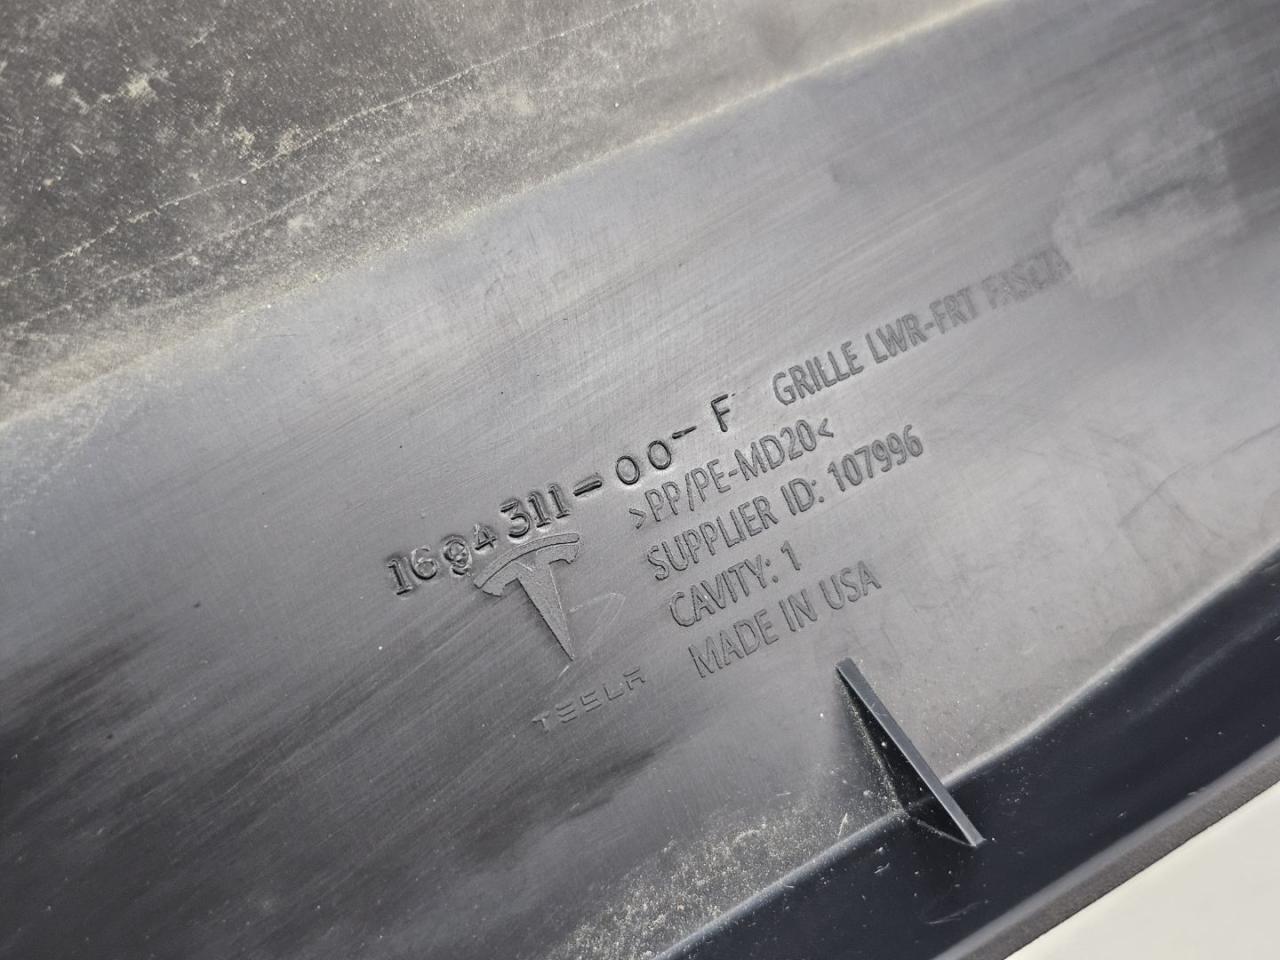 1694311-00-F GRILLE LWR-FRT FASCIA
>PP/PE-MD20<
SUPPLIER ID: 107996
CAVITY: 1
MADE IN USA
TESLA